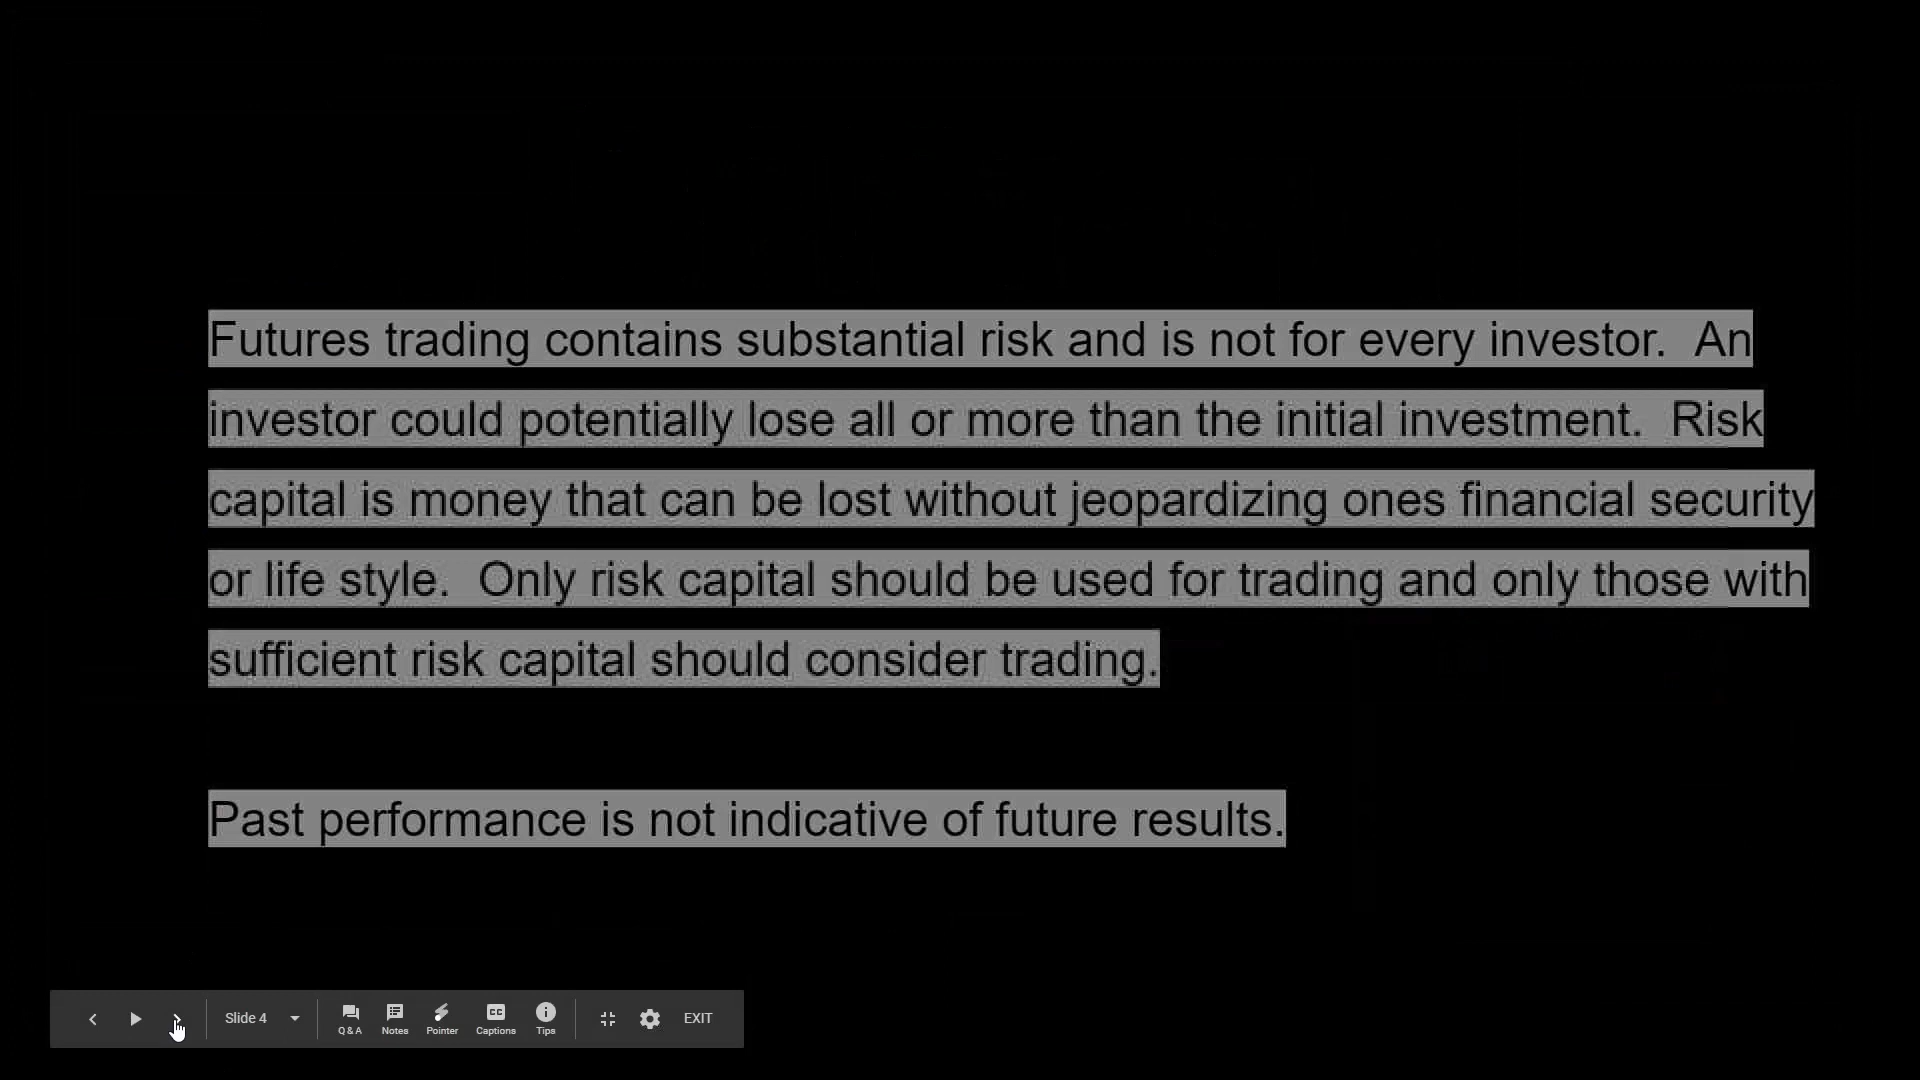 Futures trading contains substantial risk and is not for every investor.  An
investor could potentially lose all or more than the initial investment.  Risk
capital is money that can be lost without jeopardizing ones financial security
or life style.  Only risk capital should be used for trading and only those with
sufficient risk capital should consider trading.
Past performance is not indicative of future results.
Slide 4
Q & A
Notes
Pointer
CC
Captions
Tips
EXIT